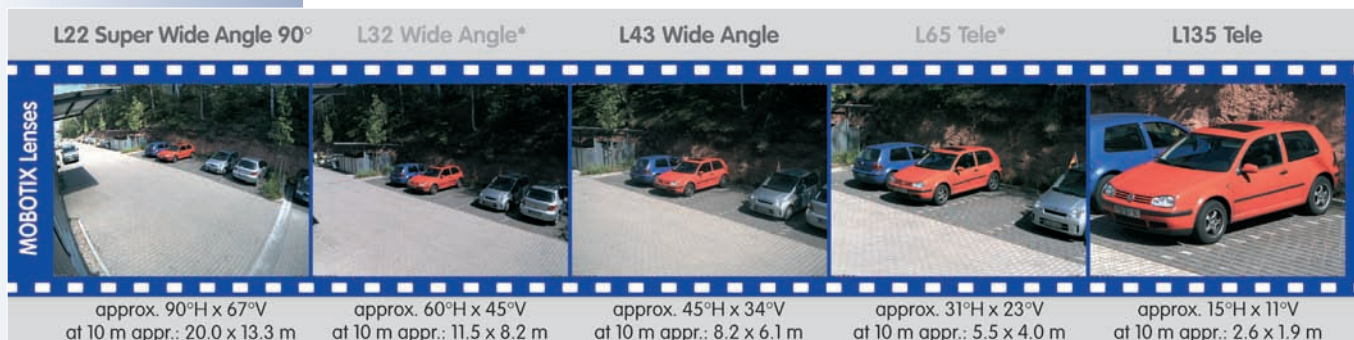 L22 Super Wide Angle 90°
L32 Wide Angle*
L43 Wide Angle
L65 Tele*
L135 Tele
MOBOTIX Lenses
approx. 90°H x 67°V
at 10 m appr.: 20.0 x 13.3 m
approx. 60°H x 45°V
at 10 m appr.: 11.5 x 8.2 m
approx. 45°H x 34°V
at 10 m appr.: 8.2 x 6.1 m
approx. 31°H x 23°V
at 10 m appr.: 5.5 x 4.0 m
approx. 15°H x 11°V
at 10 m appr.: 2.6 x 1.9 m